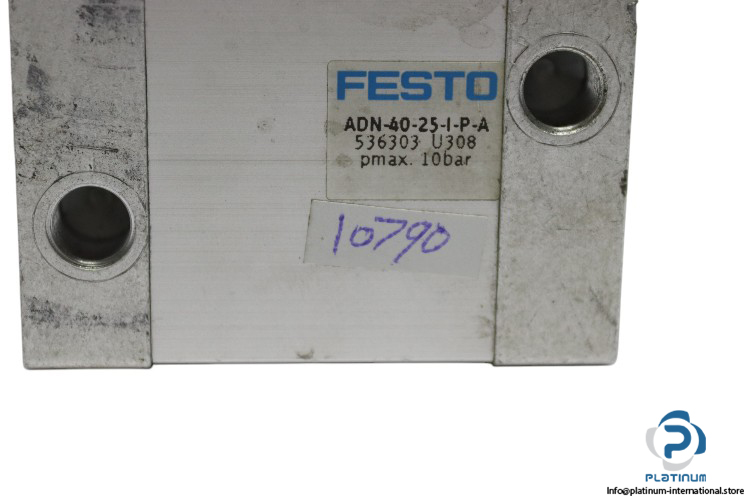 FESTO
ADN-40-25-I-P-A
536303 U308
pmax. 10bar
10790
PLATINUM
Info@platinum-international.store